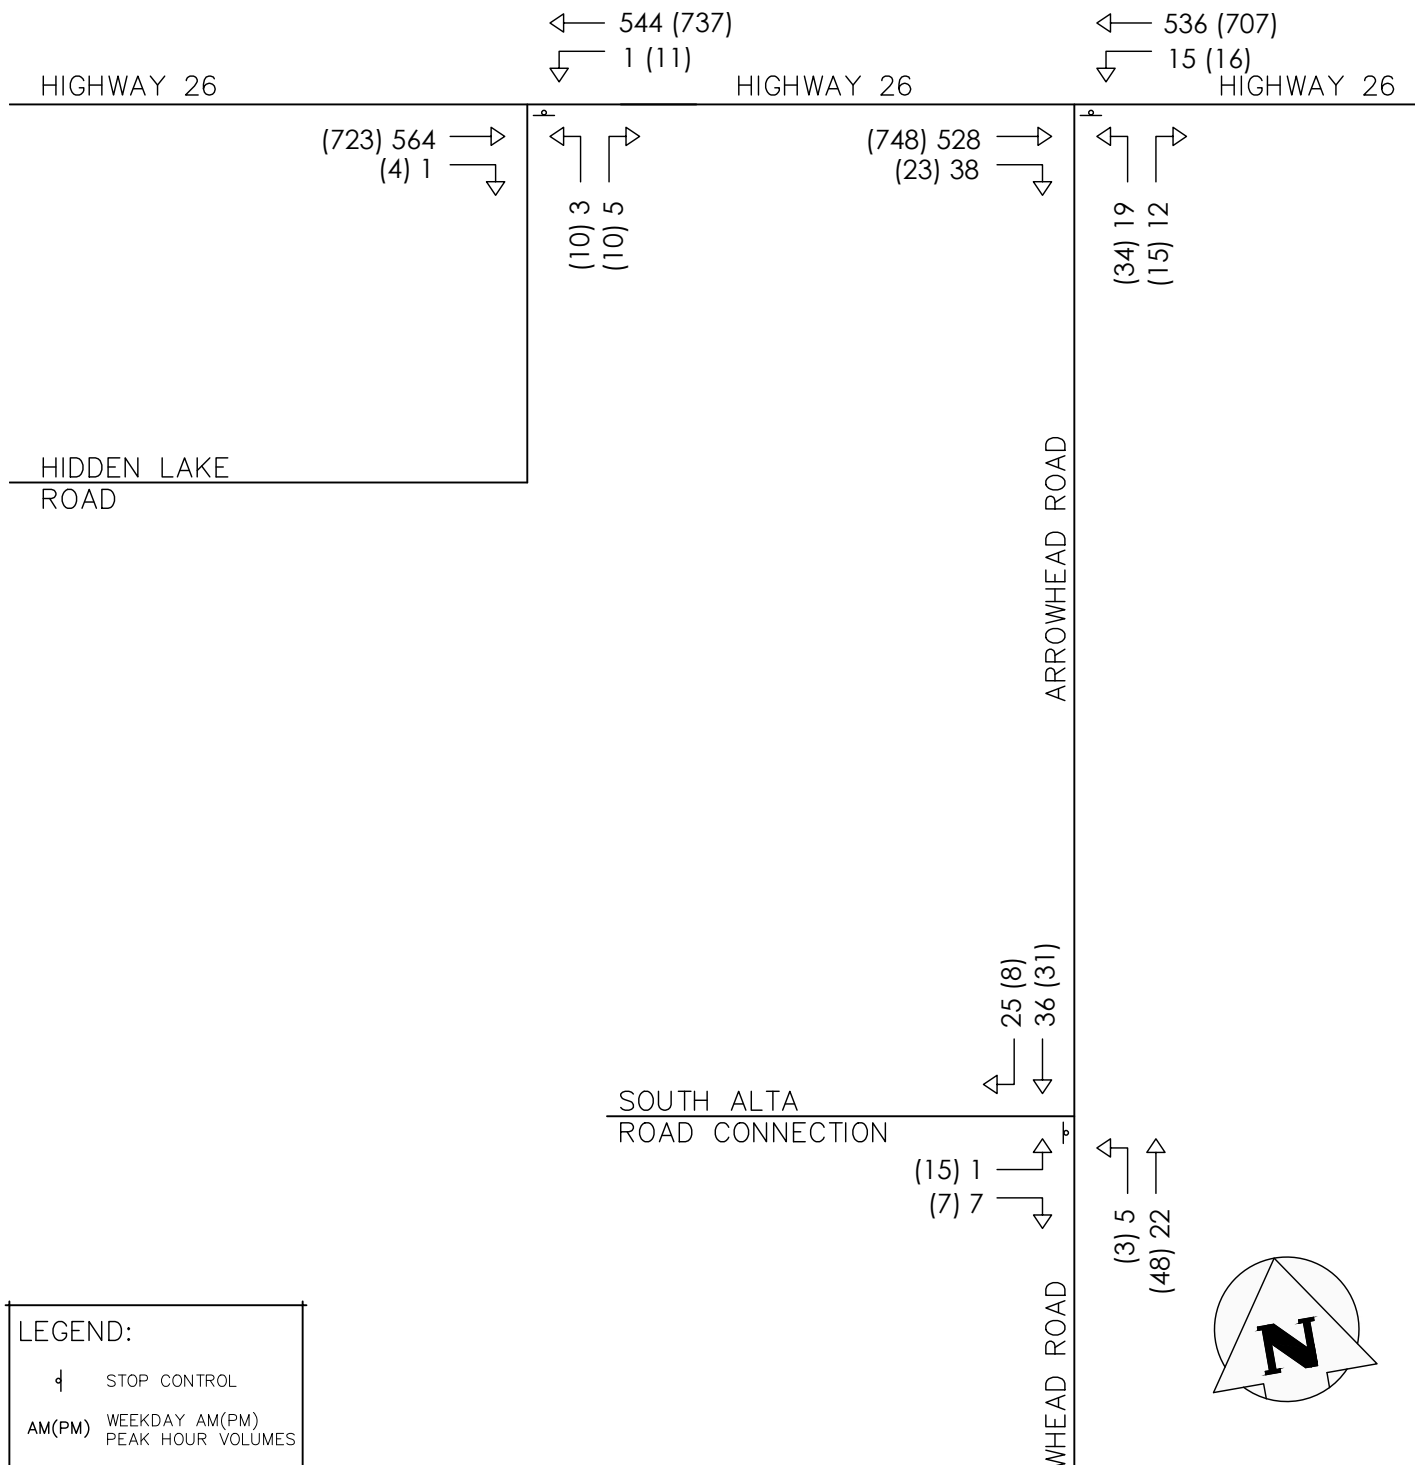 544 (737)
1 (11)
536 (707)
15 (16)
HIGHWAY 26
HIGHWAY 26
HIGHWAY 26
(723) 564
(4) 1
(10) 3
(10) 5
(748) 528
(23) 38
(34) 19
(15) 12
HIDDEN LAKE
ROAD
ARROWHEAD ROAD
25 (8)
36 (31)
SOUTH ALTA
ROAD CONNECTION
(15) 1
(7) 7
(3) 5
(48) 22
WHEAD ROAD
N
LEGEND:
STOP CONTROL
AM(PM) WEEKDAY AM(PM)
PEAK HOUR VOLUMES